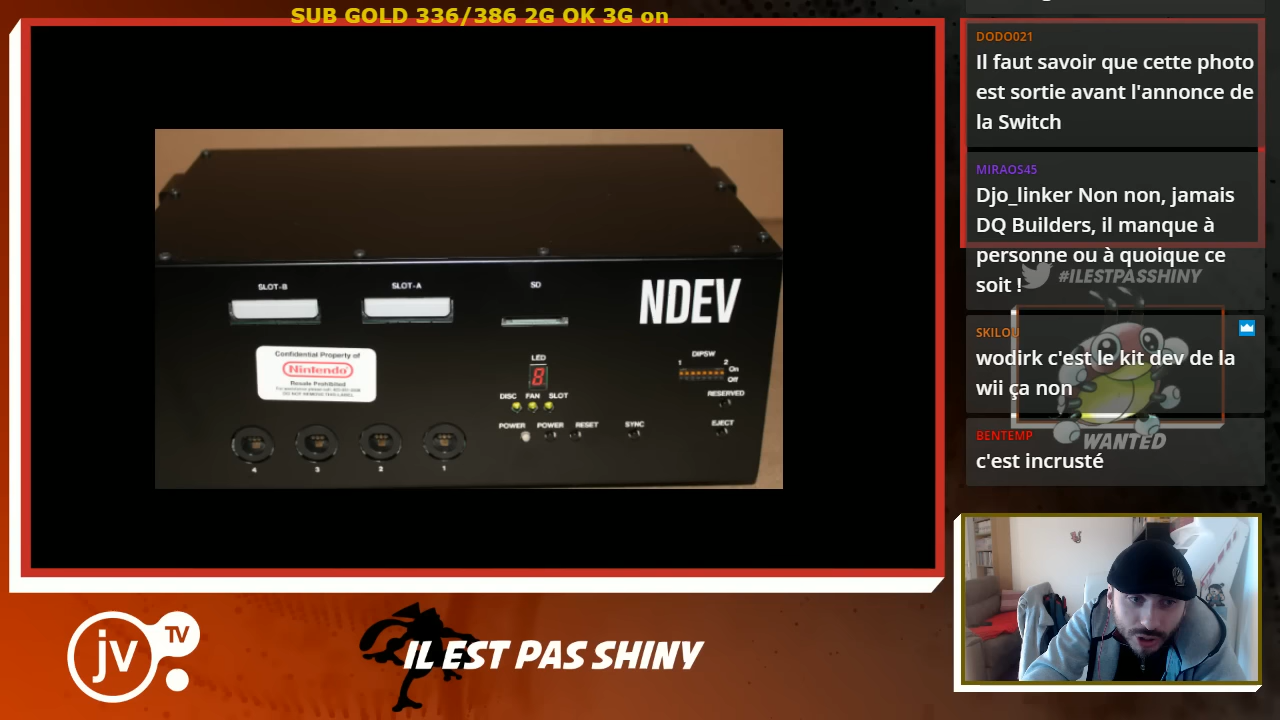 SUB GOLD 336/386 2G OK 3G on
SLOT-B
SLOT-A
SD
NDEV
Confidential Property of
Nintendo
Resale Prohibited
LED
8
DISC FAN SLOT
POWER POWER RESET
SYNC
DIPSW
1 2
On
Off
RESERVED
EJECT
4 3 2 1
DODO021
Il faut savoir que cette photo
est sortie avant l'annonce de
la Switch
MIRAOS45
Djo_linker Non non, jamais
DQ Builders, il manque à
personne ou à quoique ce
soit !
#ILESTPASSHINY
SKILOU
wodirk c'est le kit dev de la
wii ça non
BENTEMP
c'est incrusté
WANTED
jv TV
IL EST PAS SHINY